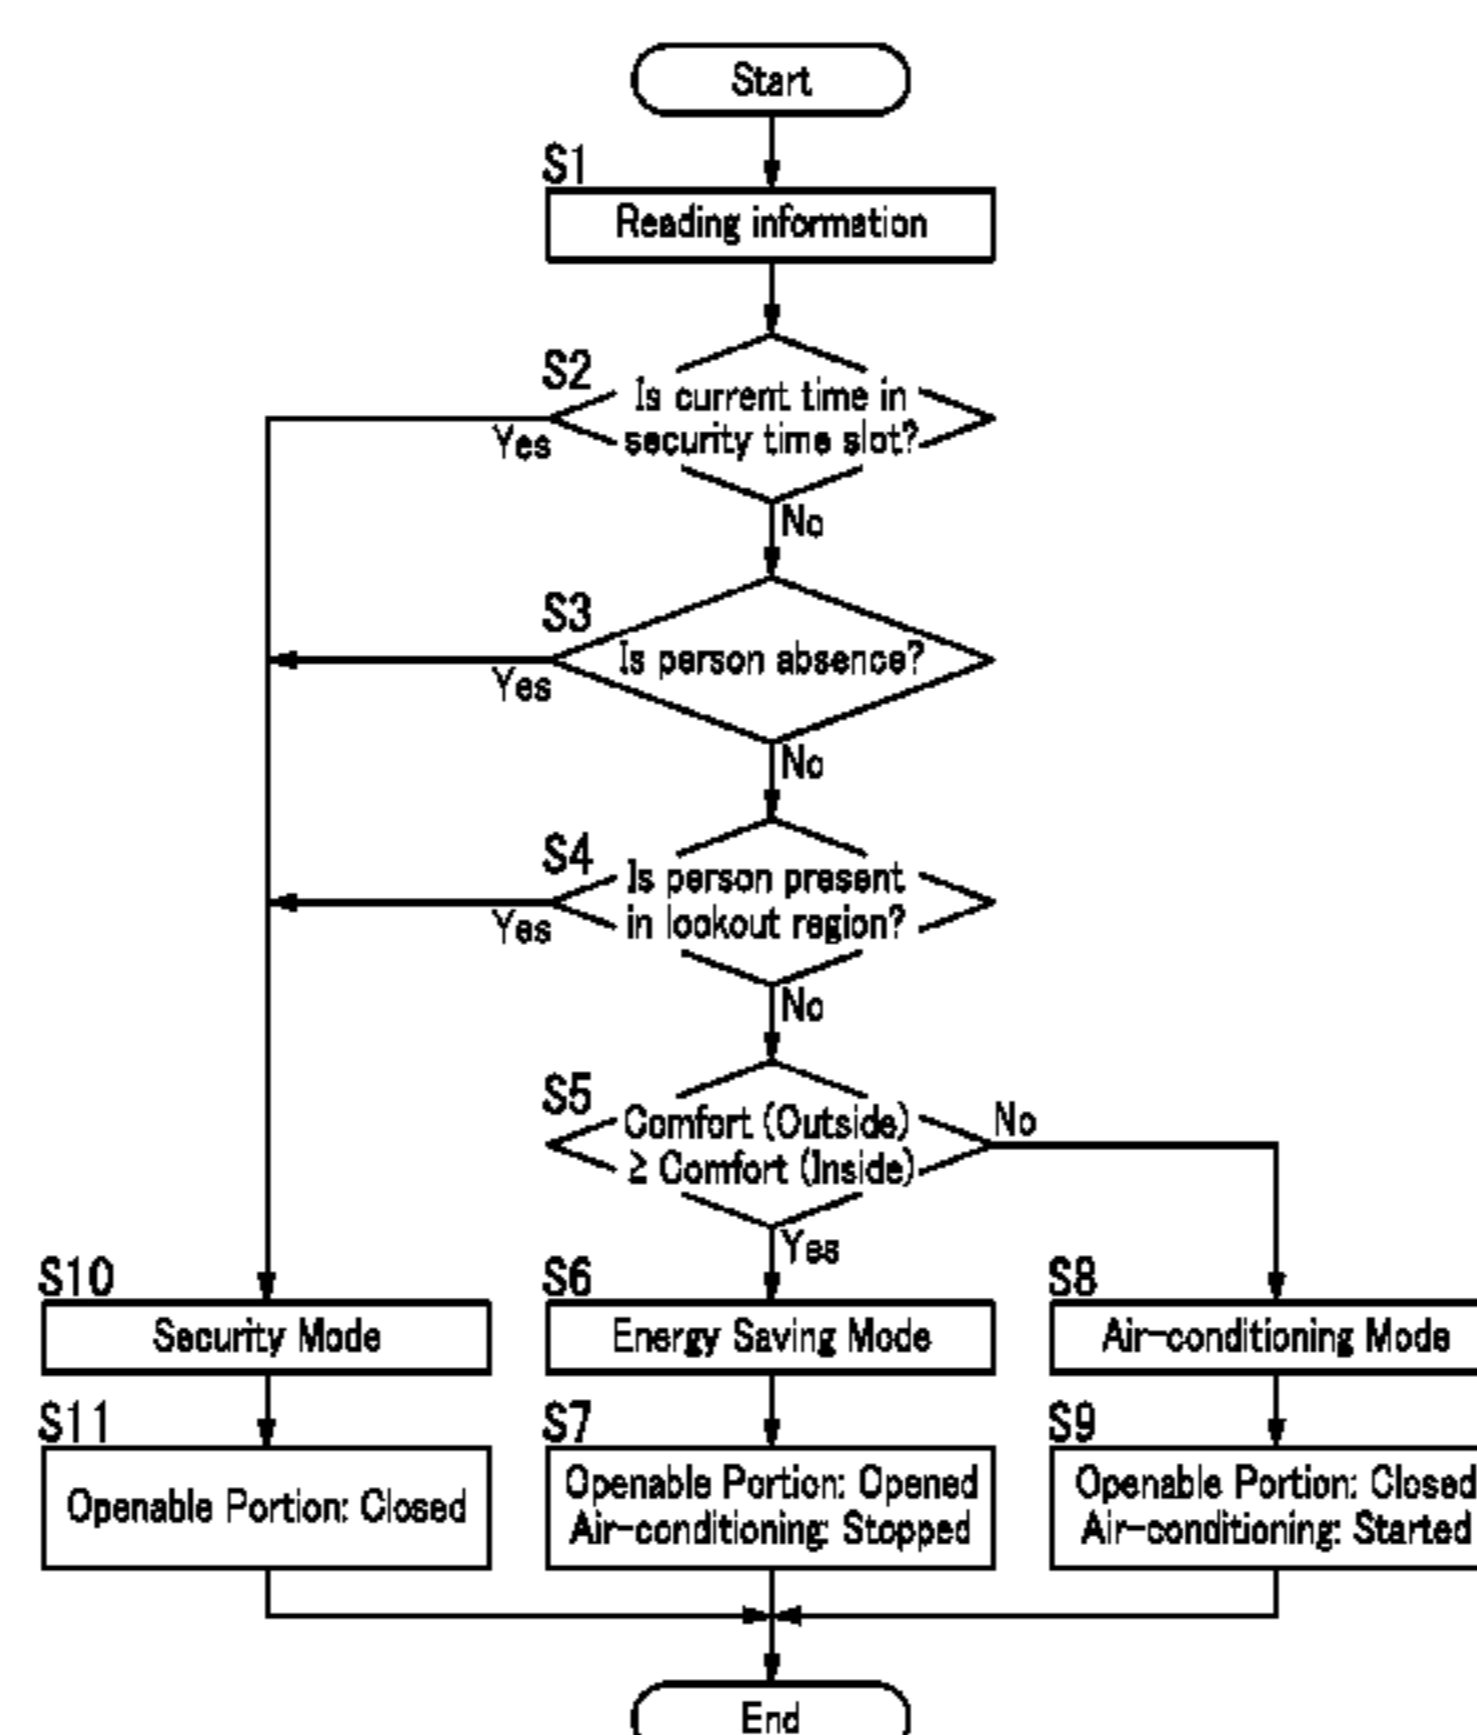 Start
S1
Reading information
S2
Is current time in
security time slot?
Yes
No
S3
Is person absence?
Yes
No
S4
Is person present
in lookout region?
Yes
No
S5
Comfort (Outside)
≥ Comfort (Inside)
No
Yes
S10
Security Mode
S6
Energy Saving Mode
S8
Air-conditioning Mode
S11
Openable Portion: Closed
S7
Openable Portion: Opened
Air-conditioning: Stopped
S9
Openable Portion: Closed
Air-conditioning: Started
End